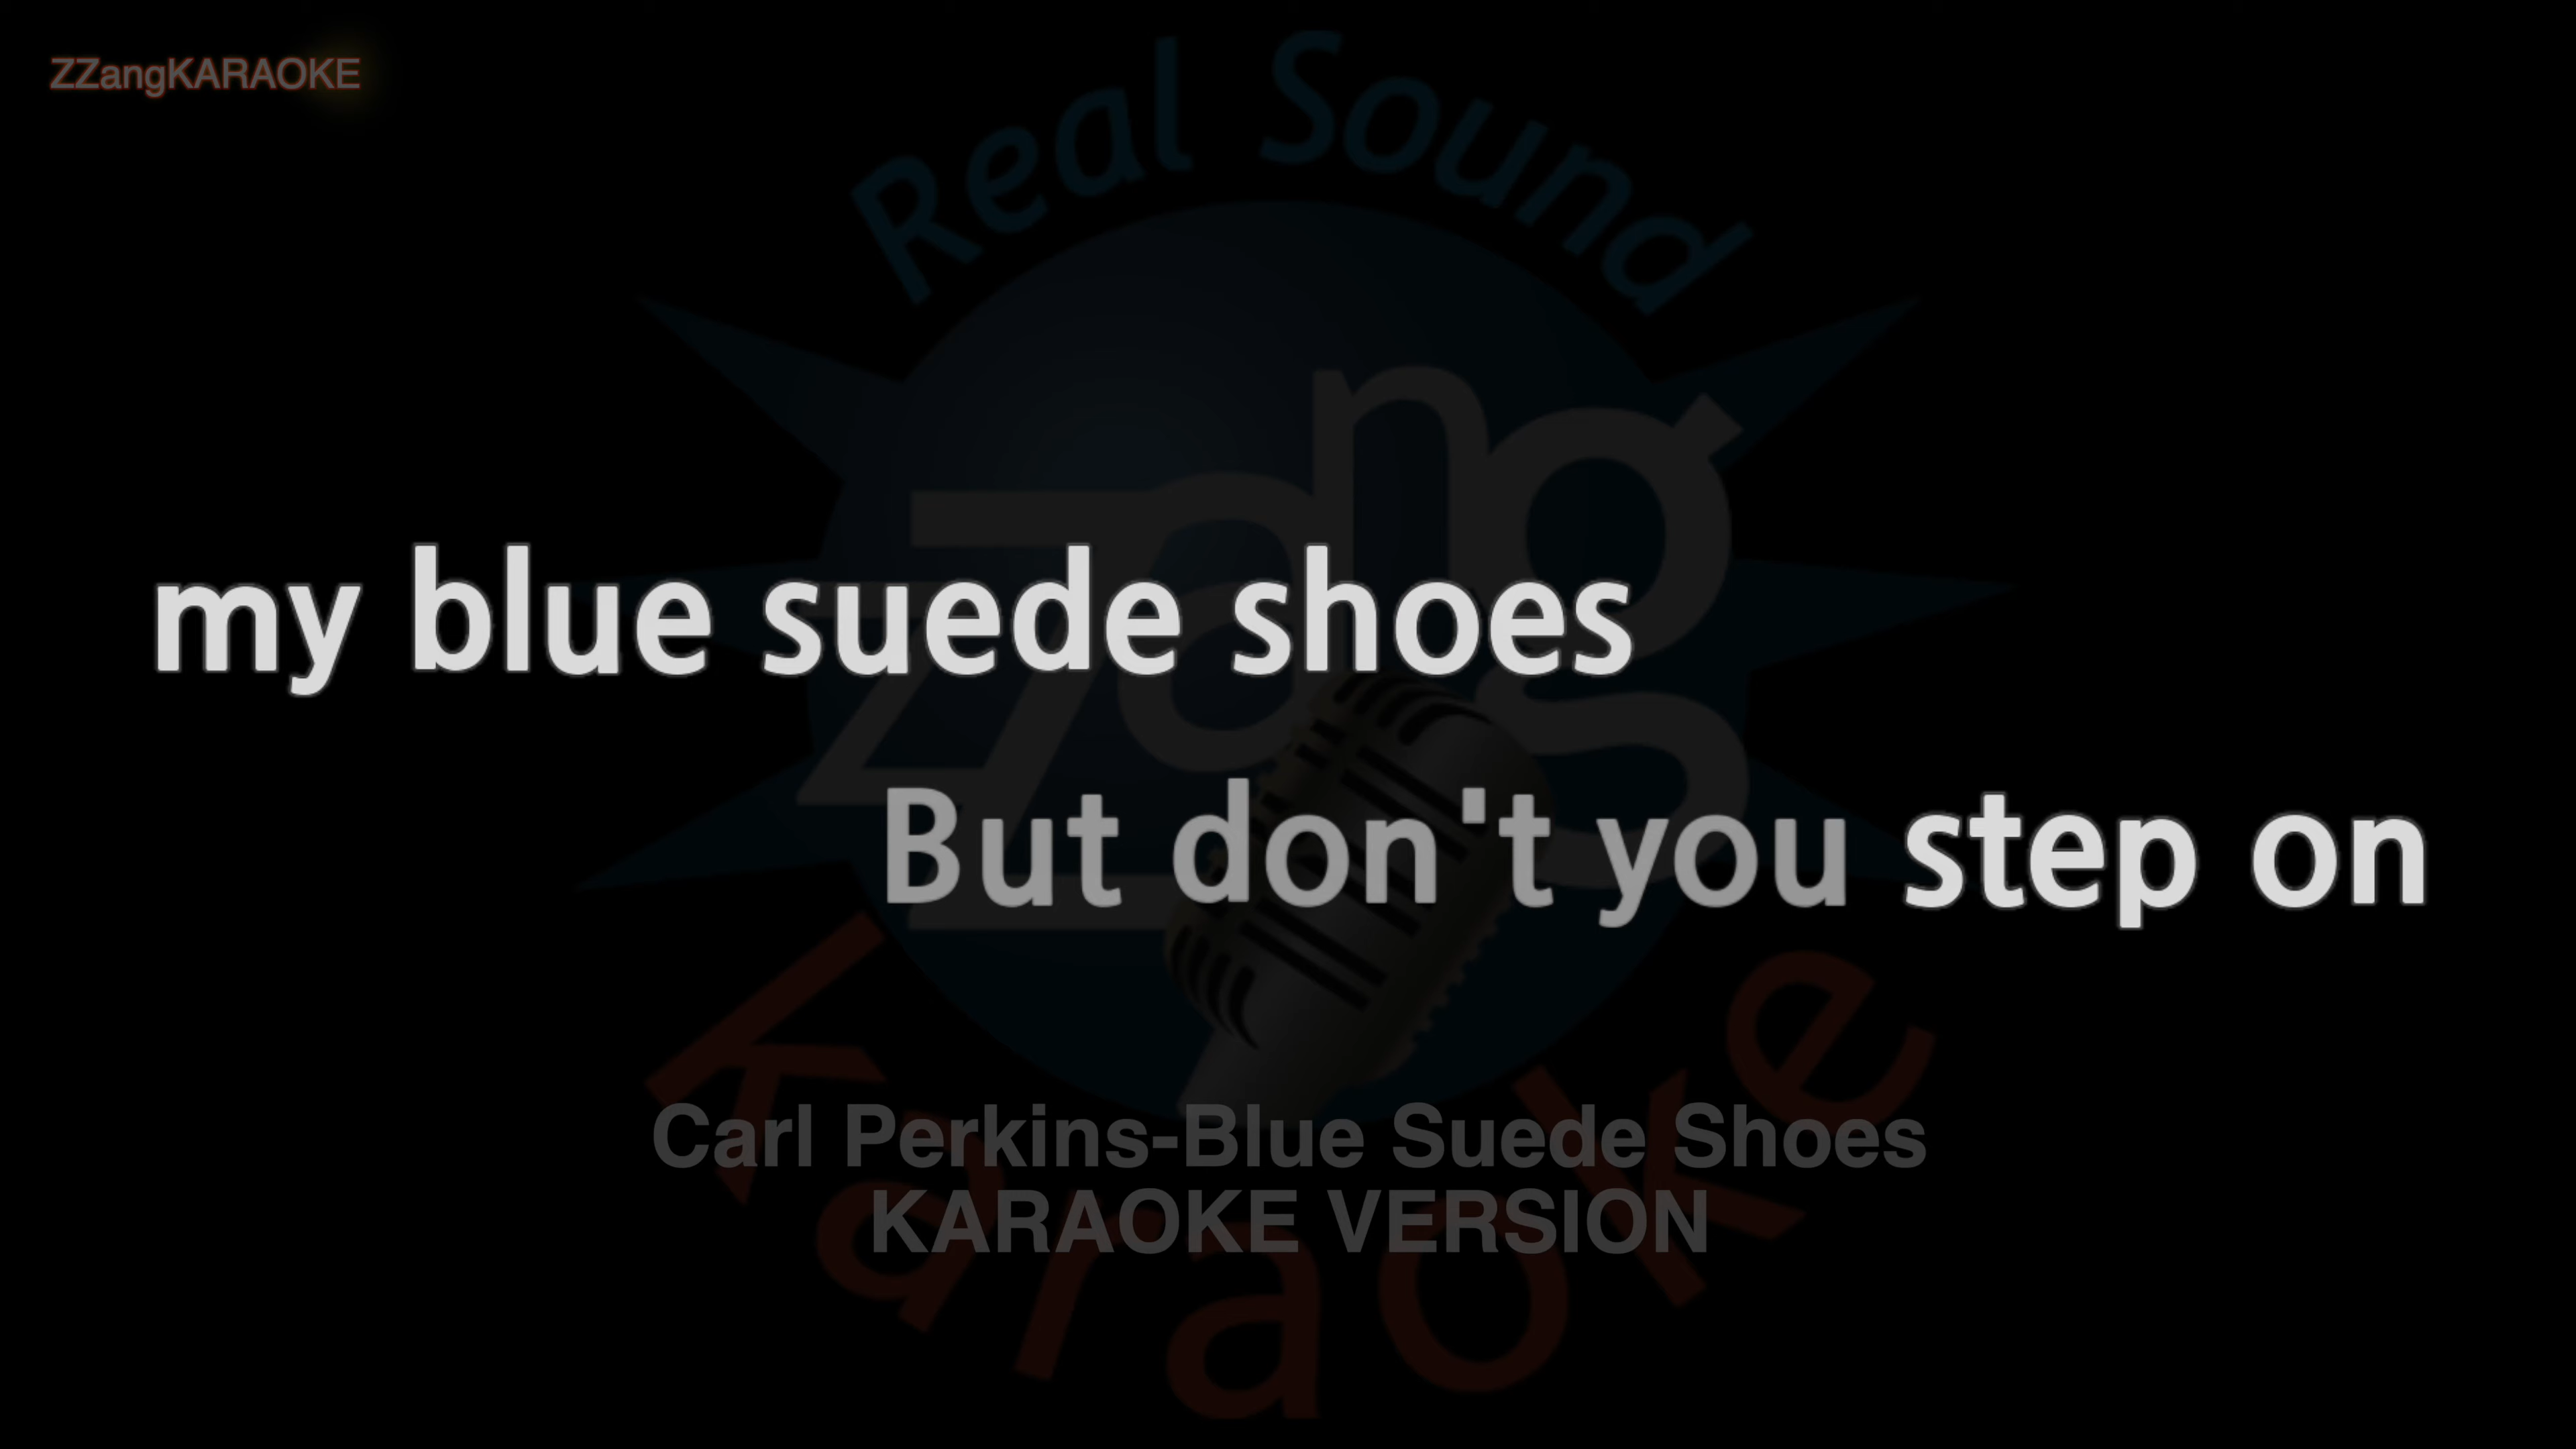 ZZangKARAOKE
Real Sound
zzang
my blue suede shoes
But don't you step on
Carl Perkins-Blue Suede Shoes
KARAOKE VERSION
Karaoke